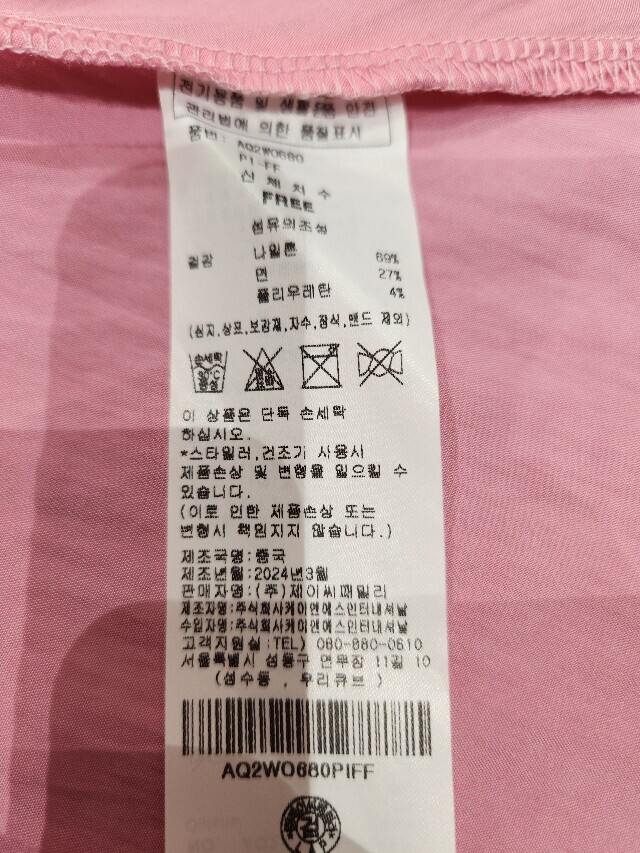 전기용품 및 생활용품 안전
관리법에 의한 품질표시
품번: AQ2WO680
PI-FF
신 체 치 수
FREE
섬유의조성
겉감 나일론 69%
면 27%
폴리우레탄 4%
(심지,상표,보강제,자수,장식,밴드 제외)
손세탁
30°C
중성
이 상품은 단독 손세탁
하십시오.
*스타일러,건조기 사용시
제품손상 및 변형을 일으킬 수
있습니다.
(이로 인한 제품손상 또는
변형시 책임지지 않습니다.)
제조국명:중국
제조년월:2024년3월
판매자명:(주)제이씨패밀리
제조자명:주식회사케이앤에스인터내셔날
수입자명:주식회사케이앤에스인터내셔날
고객지원실:TEL) 080-880-0610
서울특별시 성동구 연무장 11길 10
(성수동 , 우리큐브 )
AQ2WO680PIFF